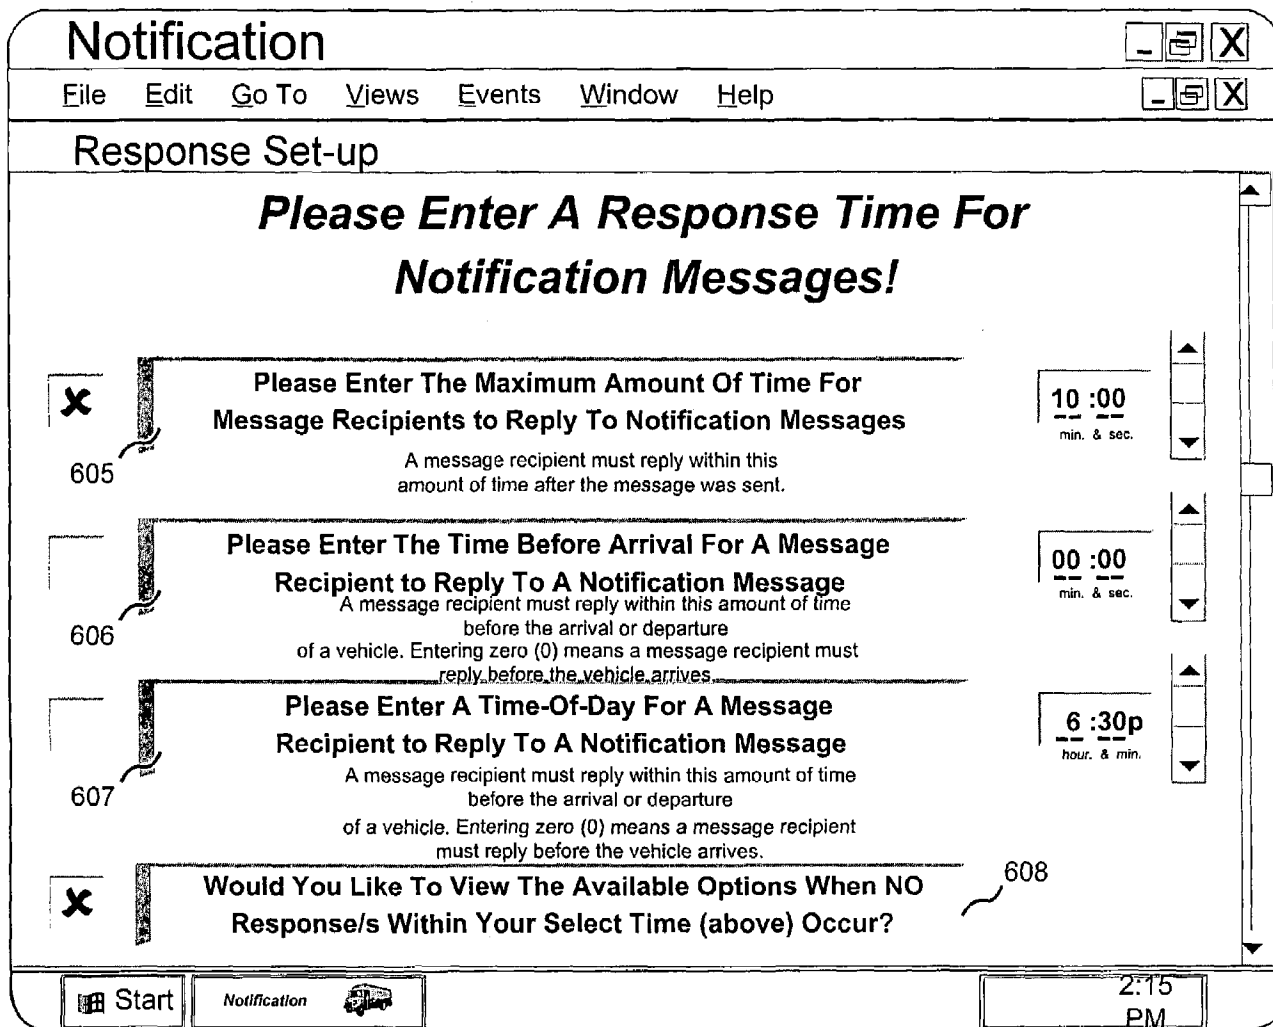 Notification
File Edit Go To Views Events Window Help
Response Set-up
Please Enter A Response Time For
Notification Messages!
Please Enter The Maximum Amount Of Time For
Message Recipients to Reply To Notification Messages
A message recipient must reply within this
amount of time after the message was sent.
10 :00
min. & sec.
605
Please Enter The Time Before Arrival For A Message
Recipient to Reply To A Notification Message
A message recipient must reply within this amount of time
before the arrival or departure
of a vehicle. Entering zero (0) means a message recipient must
reply before the vehicle arrives.
00 :00
min. & sec.
606
Please Enter A Time-Of-Day For A Message
Recipient to Reply To A Notification Message
A message recipient must reply within this amount of time
before the arrival or departure
of a vehicle. Entering zero (0) means a message recipient
must reply before the vehicle arrives.
6 :30p
hour. & min.
607
Would You Like To View The Available Options When NO
Response/s Within Your Select Time (above) Occur?
608
Start
Notification
2:15
PM